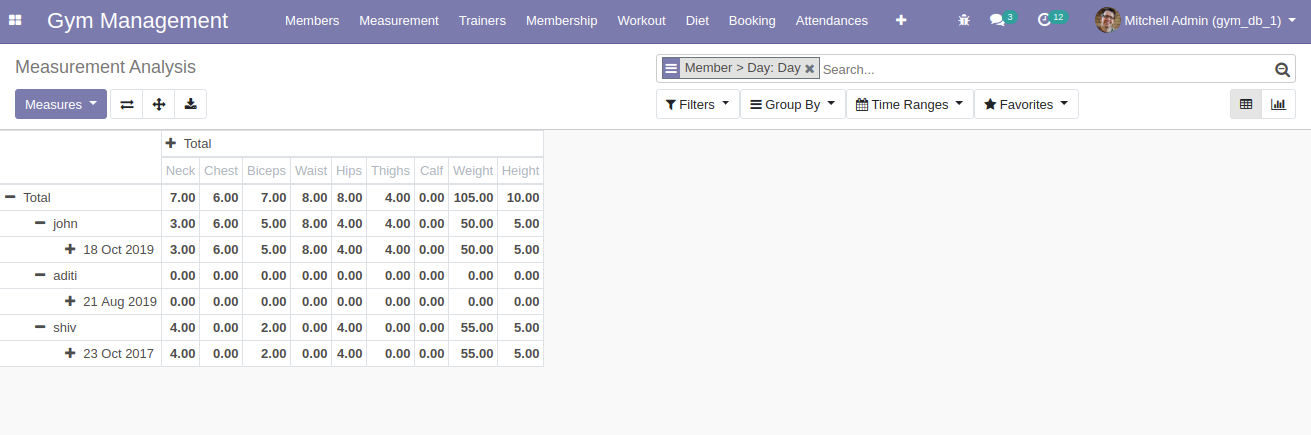 Gym Management Members Measurement Trainers Membership Workout Diet Booking Attendances 3 12 Mitchell Admin (gym_db_1)
Measurement Analysis Member > Day: Day Search...
Measures Filters Group By Time Ranges Favorites
Total
Neck Chest Biceps Waist Hips Thighs Calf Weight Height
Total 7.00 6.00 7.00 8.00 8.00 4.00 0.00 105.00 10.00
john 3.00 6.00 5.00 8.00 4.00 4.00 0.00 50.00 5.00
18 Oct 2019 3.00 6.00 5.00 8.00 4.00 4.00 0.00 50.00 5.00
aditi 0.00 0.00 0.00 0.00 0.00 0.00 0.00 0.00 0.00
21 Aug 2019 0.00 0.00 0.00 0.00 0.00 0.00 0.00 0.00 0.00
shiv 4.00 0.00 2.00 0.00 4.00 0.00 0.00 55.00 5.00
23 Oct 2017 4.00 0.00 2.00 0.00 4.00 0.00 0.00 55.00 5.00